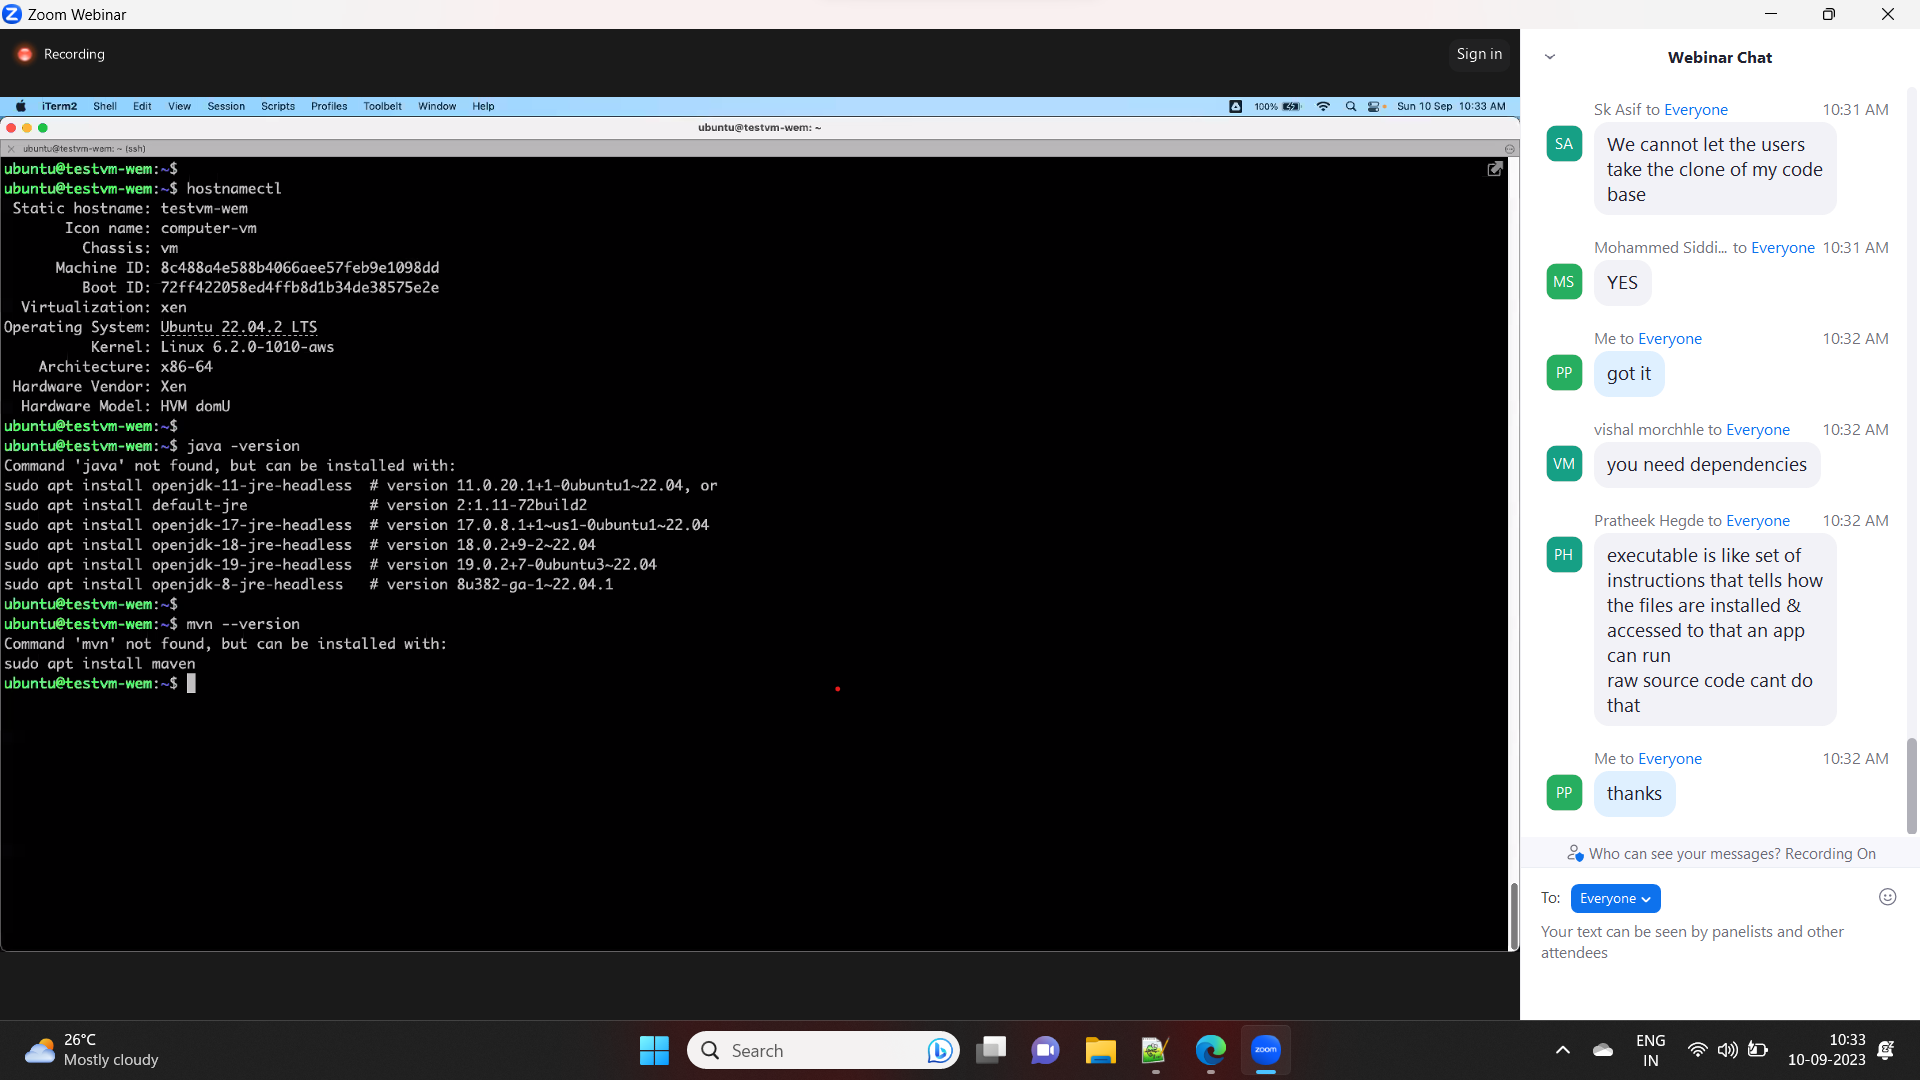 Zoom Webinar
Recording
Sign in
iTerm2 Shell Edit View Session Scripts Profiles Toolbelt Window Help
100% Sun 10 Sep 10:33 AM
ubuntu@testvm-wem: ~
ubuntu@testvm-wem: ~ (ssh)
ubuntu@testvm-wem:~$
ubuntu@testvm-wem:~$ hostnamectl
Static hostname: testvm-wem
Icon name: computer-vm
Chassis: vm
Machine ID: 8c488a4e588b4066aee57feb9e1098dd
Boot ID: 72ff422058ed4ffb8d1b34de38575e2e
Virtualization: xen
Operating System: Ubuntu 22.04.2 LTS
Kernel: Linux 6.2.0-1010-aws
Architecture: x86-64
Hardware Vendor: Xen
Hardware Model: HVM domU
ubuntu@testvm-wem:~$
ubuntu@testvm-wem:~$ java -version
Command 'java' not found, but can be installed with:
sudo apt install openjdk-11-jre-headless # version 11.0.20.1+1-0ubuntu1~22.04, or
sudo apt install default-jre # version 2:1.11-72build2
sudo apt install openjdk-17-jre-headless # version 17.0.8.1+1~us1-0ubuntu1~22.04
sudo apt install openjdk-18-jre-headless # version 18.0.2+9-2~22.04
sudo apt install openjdk-19-jre-headless # version 19.0.2+7-0ubuntu3~22.04
sudo apt install openjdk-8-jre-headless # version 8u382-ga-1~22.04.1
ubuntu@testvm-wem:~$
ubuntu@testvm-wem:~$ mvn --version
Command 'mvn' not found, but can be installed with:
sudo apt install maven
ubuntu@testvm-wem:~$
Webinar Chat
Sk Asif to Everyone 10:31 AM
SA
We cannot let the users
take the clone of my code
base
Mohammed Siddi... to Everyone 10:31 AM
MS
YES
Me to Everyone 10:32 AM
PP
got it
vishal morchhle to Everyone 10:32 AM
VM
you need dependencies
Pratheek Hegde to Everyone 10:32 AM
PH
executable is like set of
instructions that tells how
the files are installed &
accessed to that an app
can run
raw source code cant do
that
Me to Everyone 10:32 AM
PP
thanks
Who can see your messages? Recording On
To: Everyone
Your text can be seen by panelists and other
attendees
26°C
Mostly cloudy
Search
zoom
ENG
IN
10:33
10-09-2023